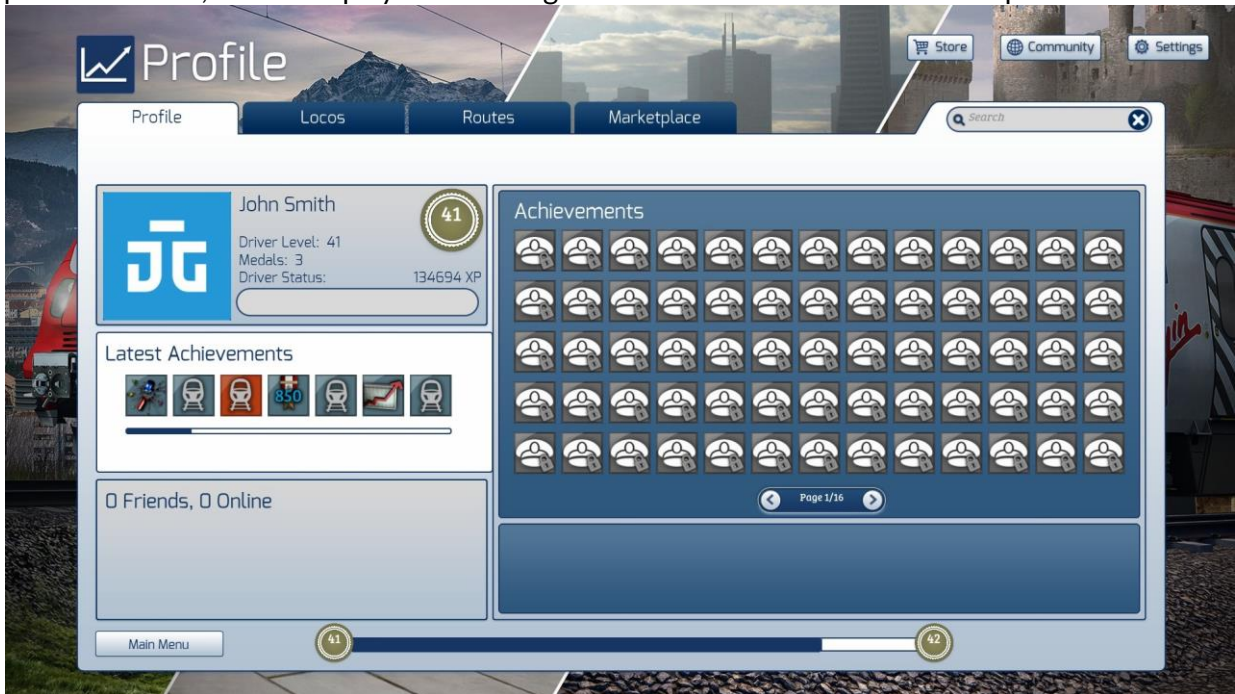 Profile
Store
Community
Settings
Profile
Locos
Routes
Marketplace
Search
John Smith
41
Driver Level: 41
Medals: 3
Driver Status:
134694 XP
Achievements
Latest Achievements
850
0 Friends, 0 Online
Page 1/16
Main Menu
41
42